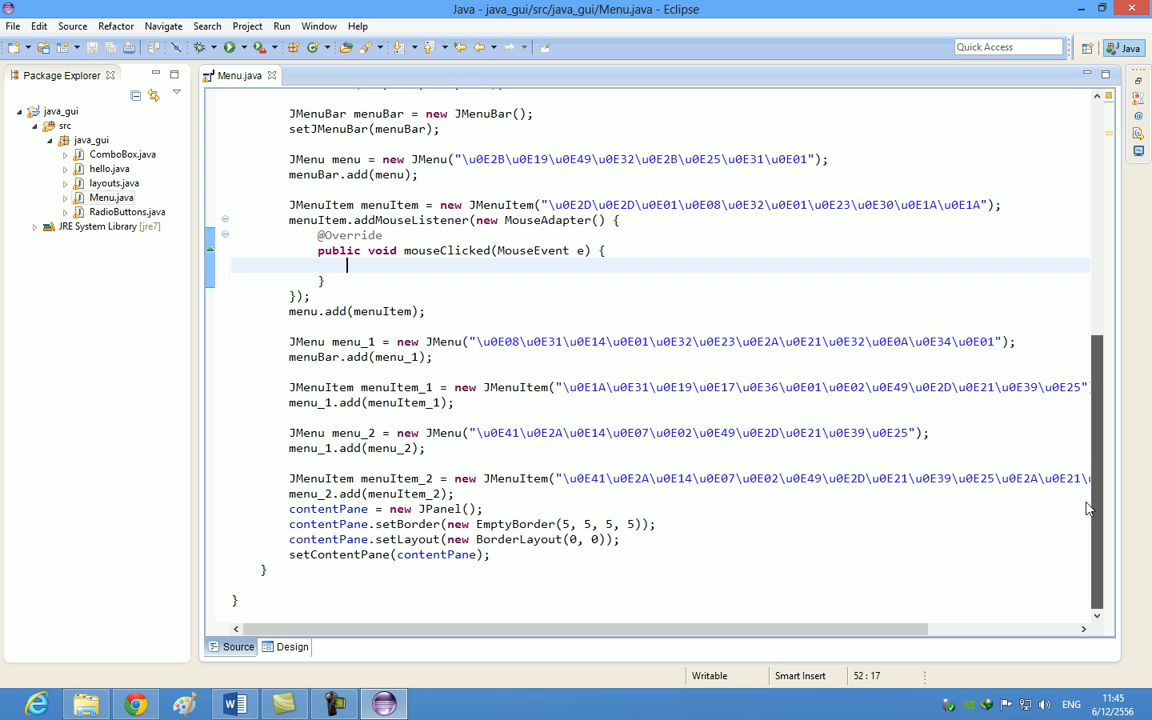 Java - java_gui/src/java_gui/Menu.java - Eclipse
File Edit Source Refactor Navigate Search Project Run Window Help
Quick Access
Java
Package Explorer
Menu.java
java_gui
src
java_gui
ComboBox.java
hello.java
layouts.java
Menu.java
RadioButtons.java
JRE System Library [jre7]
JMenuBar menuBar = new JMenuBar();
setJMenuBar(menuBar);
JMenu menu = new JMenu("\u0E2B\u0E19\u0E49\u0E32\u0E2B\u0E25\u0E31\u0E01");
menuBar.add(menu);
JMenuItem menuItem = new JMenuItem("\u0E2D\u0E2D\u0E01\u0E08\u0E32\u0E01\u0E23\u0E30\u0E1A\u0E1A");
menuItem.addMouseListener(new MouseAdapter() {
@Override
public void mouseClicked(MouseEvent e) {
}
});
menu.add(menuItem);
JMenu menu_1 = new JMenu("\u0E08\u0E31\u0E14\u0E01\u0E32\u0E23\u0E2A\u0E21\u0E32\u0E0A\u0E34\u0E01");
menuBar.add(menu_1);
JMenuItem menuItem_1 = new JMenuItem("\u0E1A\u0E31\u0E19\u0E17\u0E36\u0E01\u0E02\u0E49\u0E2D\u0E21\u0E39\u0E25"
menu_1.add(menuItem_1);
JMenu menu_2 = new JMenu("\u0E41\u0E2A\u0E14\u0E07\u0E02\u0E49\u0E2D\u0E21\u0E39\u0E25");
menu_1.add(menu_2);
JMenuItem menuItem_2 = new JMenuItem("\u0E41\u0E2A\u0E14\u0E07\u0E02\u0E49\u0E2D\u0E21\u0E39\u0E25\u0E2A\u0E21\u
menu_2.add(menuItem_2);
contentPane = new JPanel();
contentPane.setBorder(new EmptyBorder(5, 5, 5, 5));
contentPane.setLayout(new BorderLayout(0, 0));
setContentPane(contentPane);
}
}
Source Design
Writable Smart Insert 52 : 17
ENG
11:45
6/12/2556